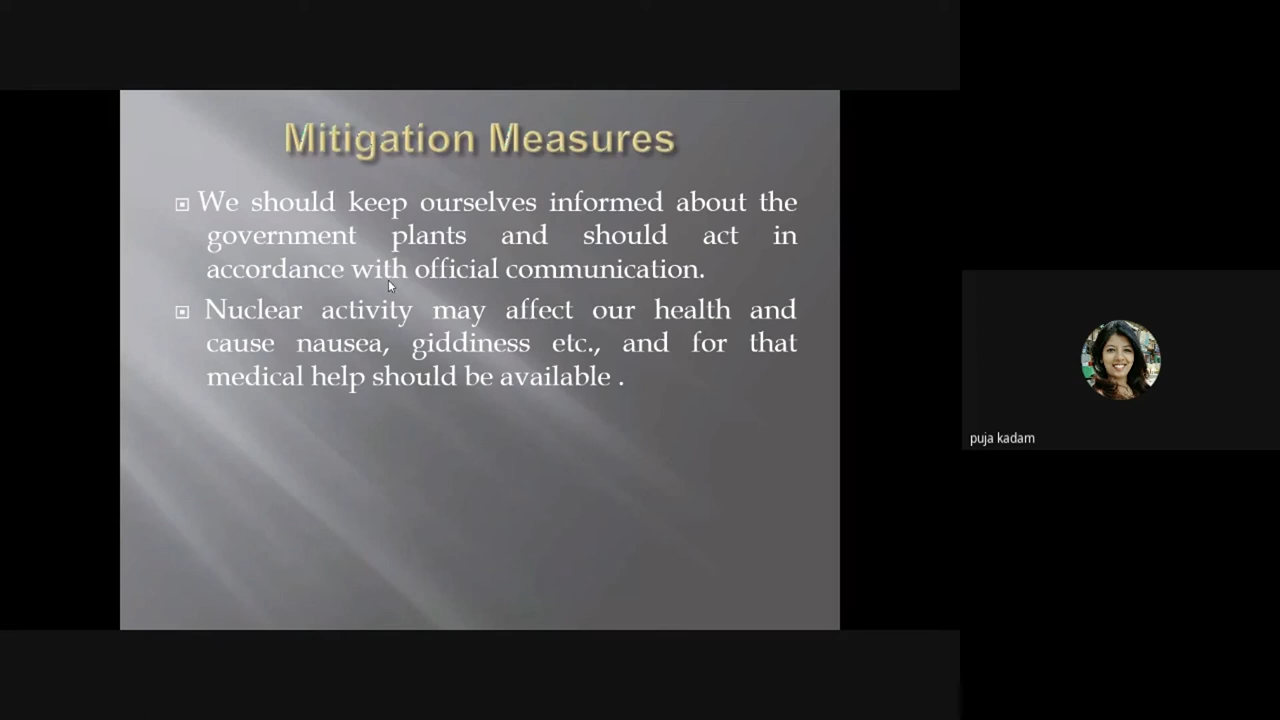 Mitigation Measures
We should keep ourselves informed about the
government plants and should act in
accordance with official communication.
Nuclear activity may affect our health and
cause nausea, giddiness etc., and for that
medical help should be available .
puja kadam